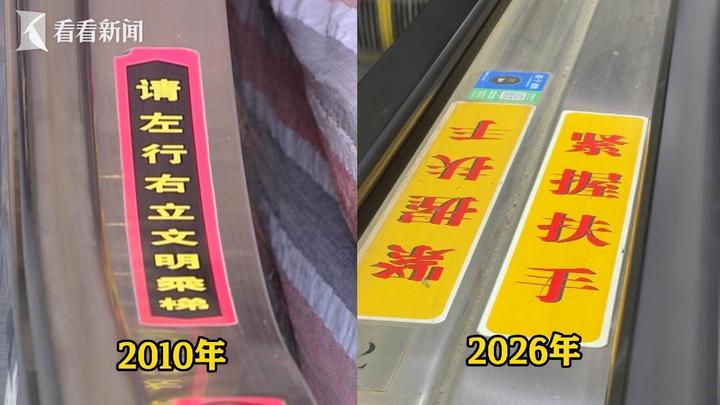 看看新闻
请左行右立文明乘梯
2010年
紧握扶手
紧握扶手
2026年